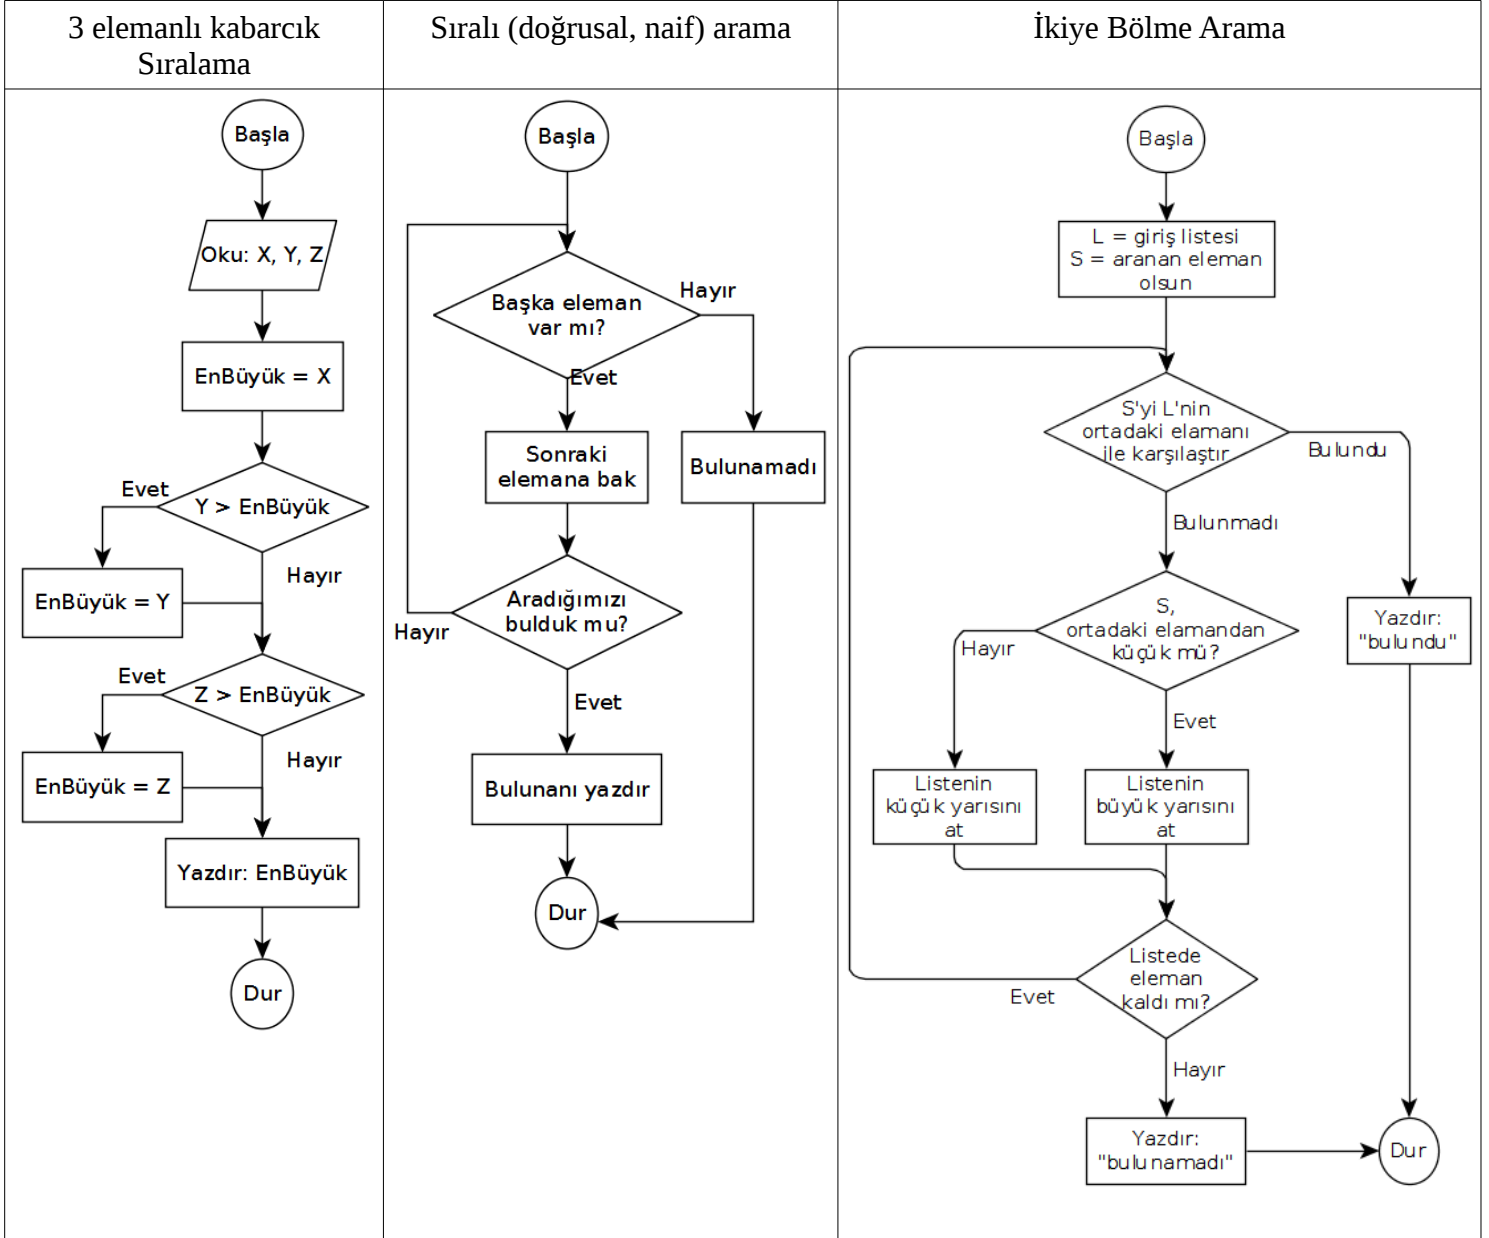 3 elemanlı kabarcık
Sıralama
Sıralı (doğrusal, naif) arama
İkiye Bölme Arama
Başla
Oku: X, Y, Z
EnBüyük = X
Evet
Y > EnBüyük
Hayır
EnBüyük = Y
Evet
Z > EnBüyük
Hayır
EnBüyük = Z
Yazdır: EnBüyük
Dur
Başla
Başka eleman
var mı?
Hayır
Evet
Sonraki
elemana bak
Bulunamadı
Aradığımızı
bulduk mu?
Hayır
Evet
Bulunanı yazdır
Dur
Başla
L = giriş listesi
S = aranan eleman
olsun
S'yi L'nin
ortadaki elamanı
ile karşılaştır
Bulundu
Bulunmadı
S,
ortadaki elamandan
küçük mü?
Yazdır:
"bulundu"
Hayır
Evet
Listenin
küçük yarısını
at
Listenin
büyük yarısını
at
Listede
eleman
kaldı mı?
Evet
Hayır
Yazdır:
"bulunamadı"
Dur